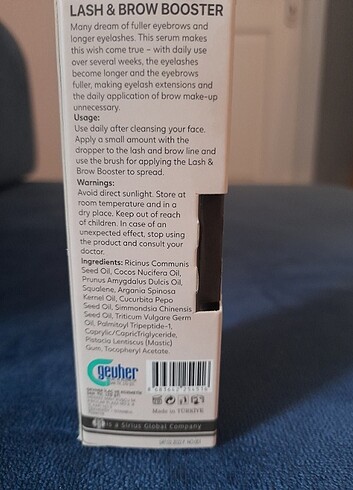 LASH & BROW BOOSTER
Many dream of fuller eyebrows and
longer eyelashes. This serum makes
this wish come true – with daily use
over several weeks, the eyelashes
become longer and the eyebrows
fuller, making eyelash extensions and
the daily application of brow make-up
unnecessary.
Usage:
Use daily after cleansing your face.
Apply a small amount with the
dropper to the lash and brow line and
use the brush for applying the Lash &
Brow Booster to spread.
Warnings:
Avoid direct sunlight. Store at
room temperature and in a
dry place. Keep out of reach
of children. In case of an
unexpected effect, stop using
the product and consult your
doctor.
Ingredients: Ricinus Communis
Seed Oil, Cocos Nucifera Oil,
Prunus Amygdalus Dulcis Oil,
Squalene, Argania Spinosa
Kernel Oil, Cucurbita Pepo
Seed Oil, Simmondsia Chinensis
Seed Oil, Triticum Vulgare Germ
Oil, Palmitoyl Tripeptide-1,
Caprylic/CapricTriglyceride,
Pistacia Lentiscus (Mastic)
Gum, Tocopheryl Acetate.
geuher
Made in TÜRKİYE
is a Sirius Global Company